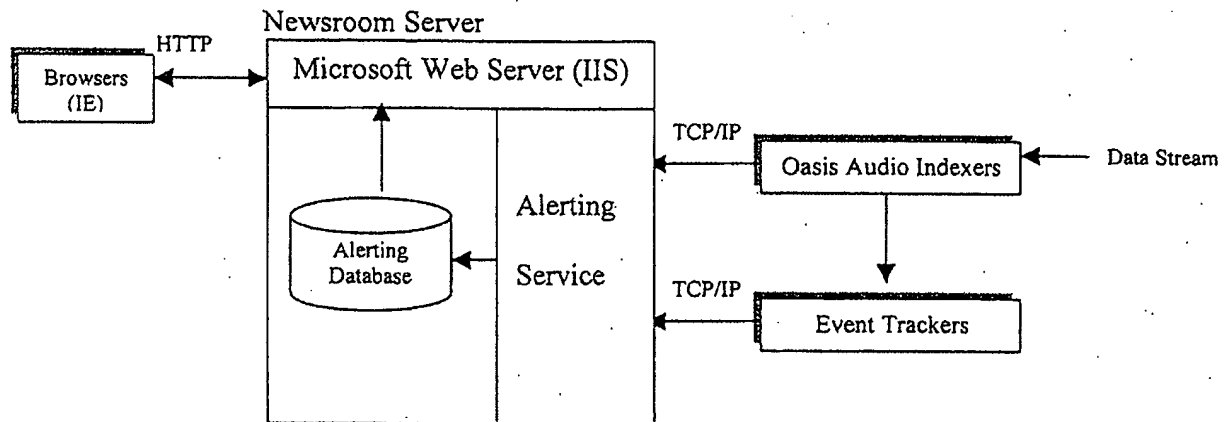 Newsroom Server
HTTP
Browsers
(IE)
Microsoft Web Server (IIS)
TCP/IP
Oasis Audio Indexers
Data Stream
Alerting
Service
Alerting
Database
TCP/IP
Event Trackers